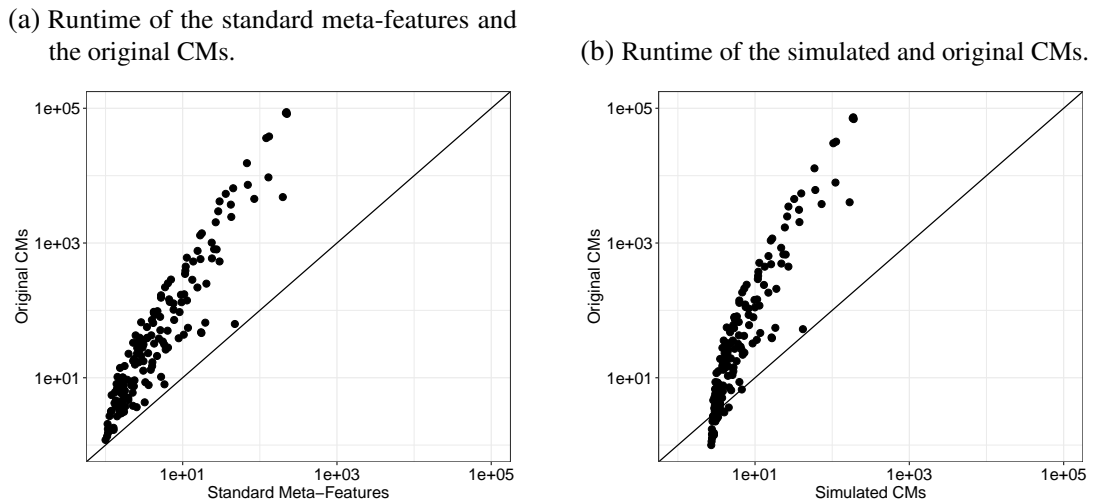 (a) Runtime of the standard meta-features and
the original CMs.
1e+05
1e+03
1e+01
Original CMs
1e+01
1e+03
1e+05
Standard Meta−Features
(b) Runtime of the simulated and original CMs.
1e+05
1e+03
1e+01
Original CMs
1e+01
1e+03
1e+05
Simulated CMs